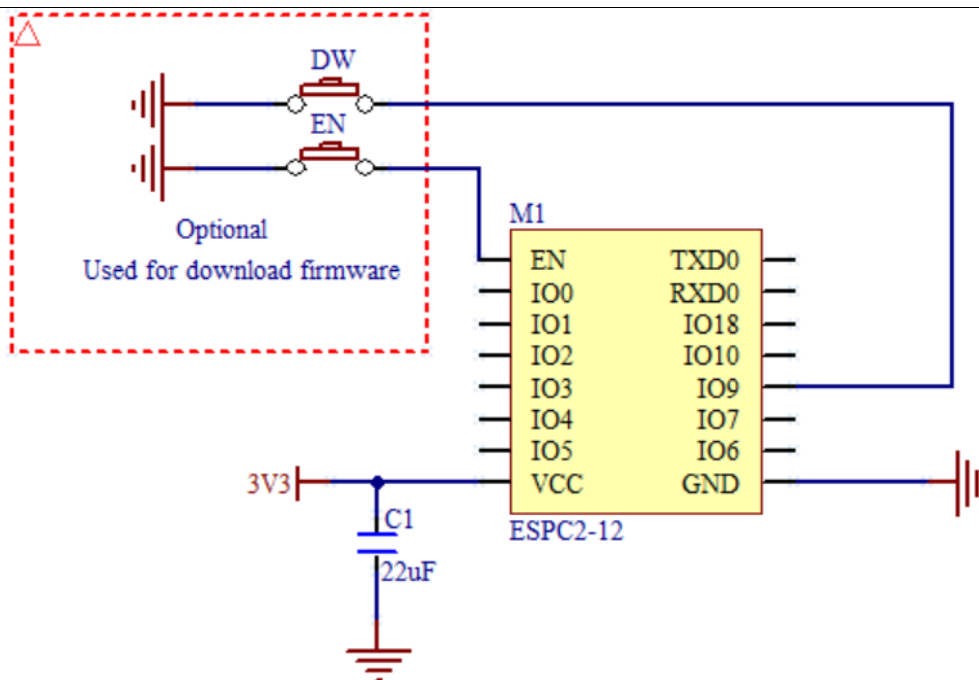 DW
EN
Optional
Used for download firmware
M1
EN TXD0
IO0 RXD0
IO1 IO18
IO2 IO10
IO3 IO9
IO4 IO7
IO5 IO6
VCC GND
3V3
ESPC2-12
C1
22uF